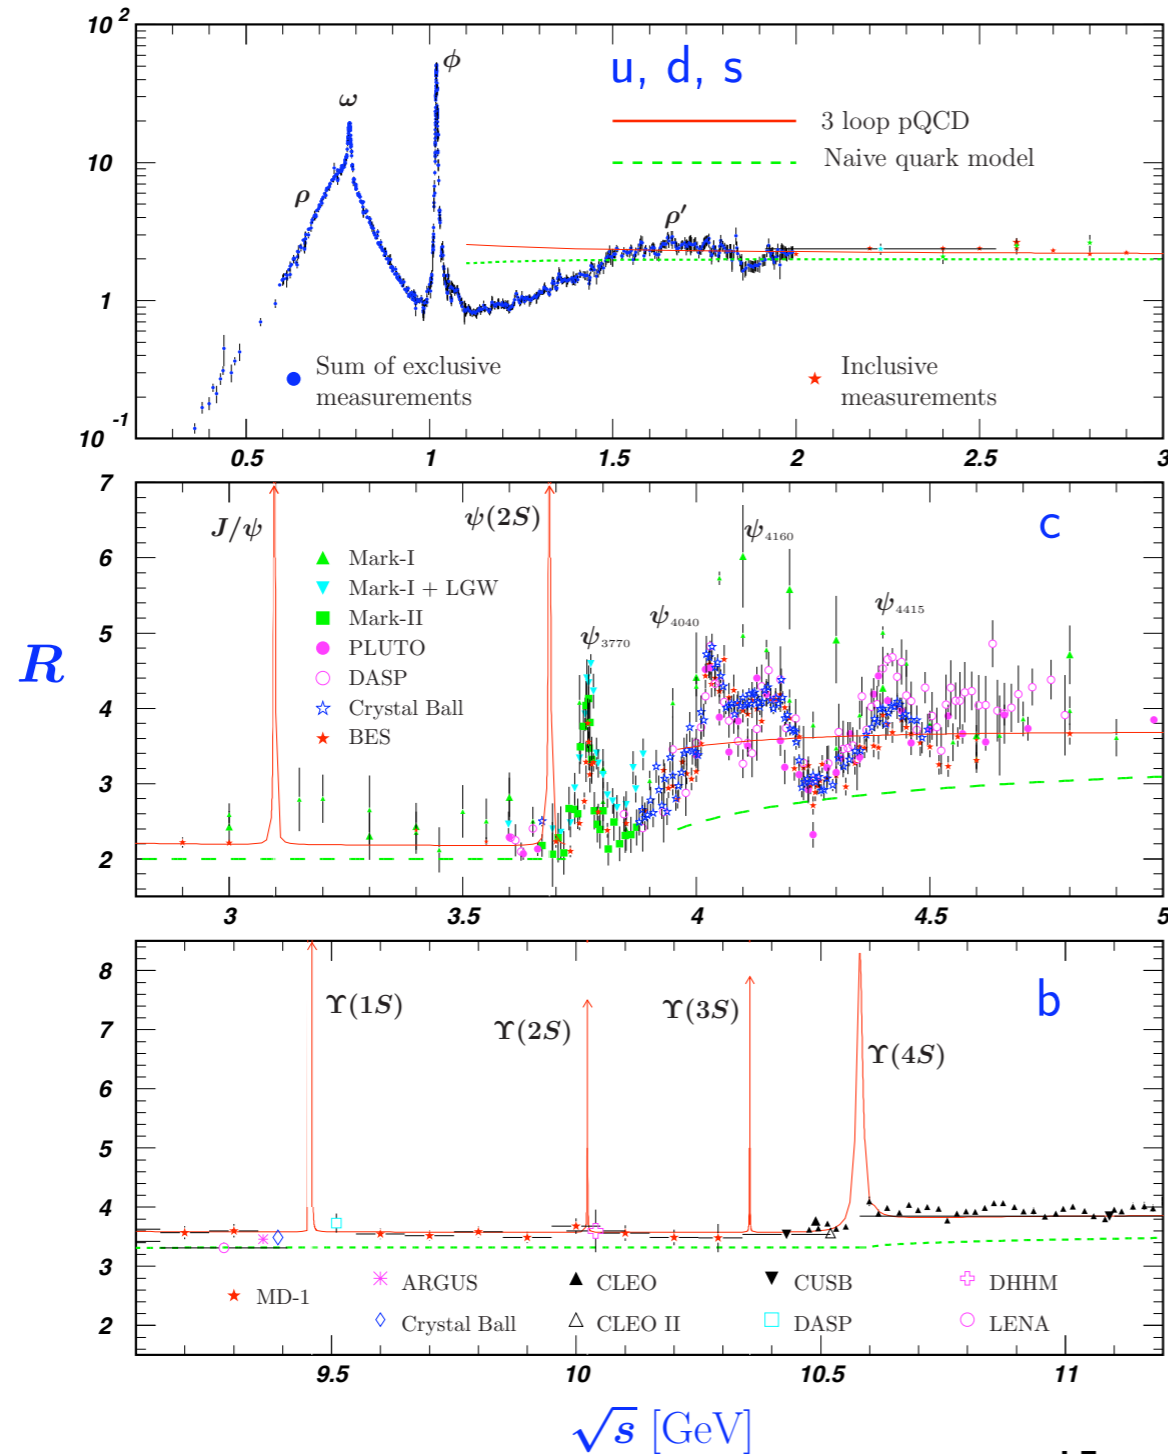 10 2
10
1
10 -1
ϕ
ω
ρ
ρ′
u, d, s
3 loop pQCD
Naive quark model
Sum of exclusive
measurements
Inclusive
measurements
0.5 1 1.5 2 2.5 3
R
7
6
5
4
3
2
J/ψ
ψ(2S)
c
ψ4160
ψ4040
ψ4415
ψ3770
Mark-I
Mark-I + LGW
Mark-II
PLUTO
DASP
Crystal Ball
BES
3 3.5 4 4.5 5
8
7
6
5
4
3
2
Υ(1S)
Υ(2S)
Υ(3S)
Υ(4S)
b
MD-1
ARGUS
CLEO
CUSB
DHHM
Crystal Ball
CLEO II
DASP
LENA
9.5 10 10.5 11
√s [GeV]